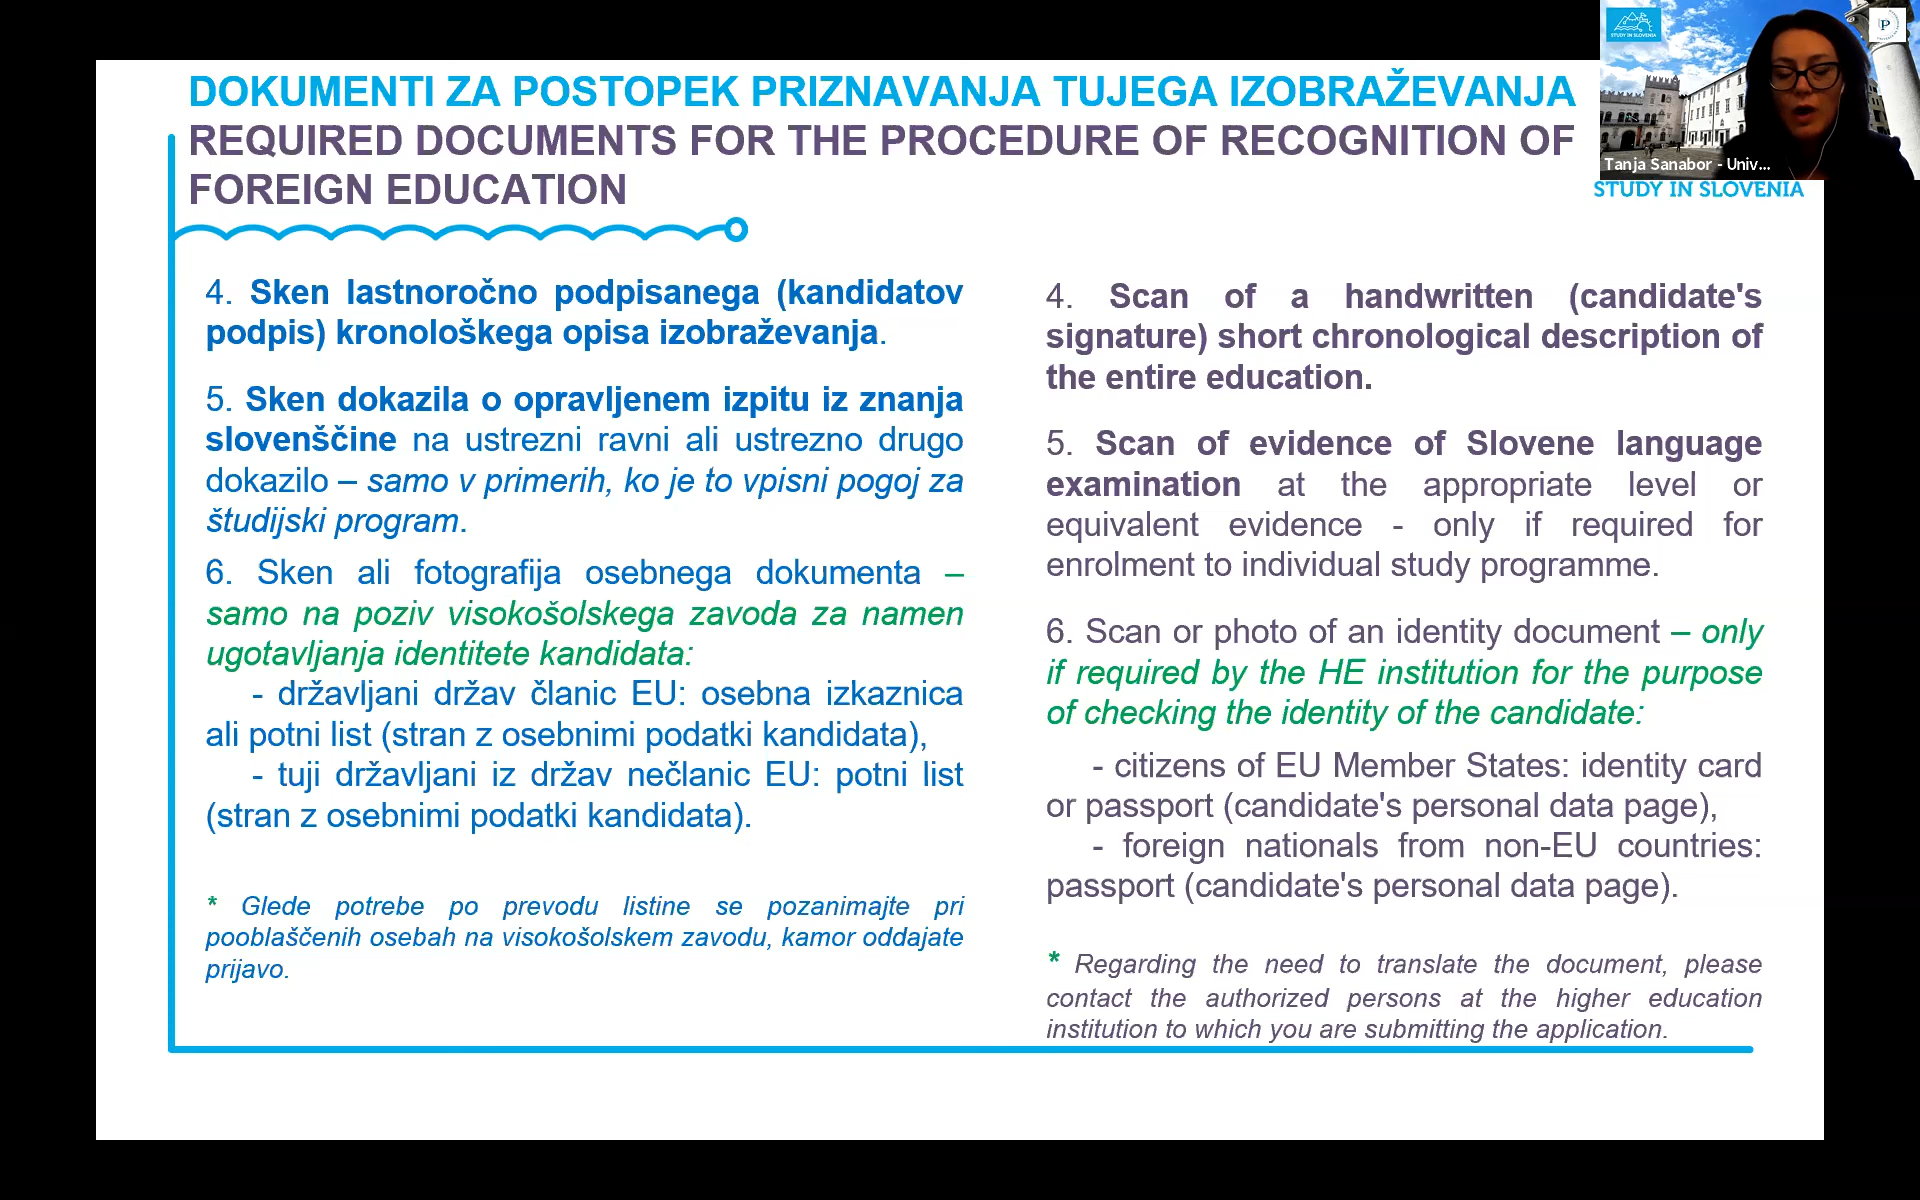 DOKUMENTI ZA POSTOPEK PRIZNAVANJA TUJEGA IZOBRAŽEVANJA
REQUIRED DOCUMENTS FOR THE PROCEDURE OF RECOGNITION OF
FOREIGN EDUCATION
4. Sken lastnoročno podpisanega (kandidatov
podpis) kronološkega opisa izobraževanja.
5. Sken dokazila o opravljenem izpitu iz znanja
slovenščine na ustrezni ravni ali ustrezno drugo
dokazilo – samo v primerih, ko je to vpisni pogoj za
študijski program.
6. Sken ali fotografija osebnega dokumenta –
samo na poziv visokošolskega zavoda za namen
ugotavljanja identitete kandidata:
- državljani držav članic EU: osebna izkaznica
ali potni list (stran z osebnimi podatki kandidata),
- tuji državljani iz držav nečlanic EU: potni list
(stran z osebnimi podatki kandidata).
* Glede potrebe po prevodu listine se pozanimajte pri
pooblaščenih osebah na visokošolskem zavodu, kamor oddajate
prijavo.
4. Scan of a handwritten (candidate's
signature) short chronological description of
the entire education.
5. Scan of evidence of Slovene language
examination at the appropriate level or
equivalent evidence - only if required for
enrolment to individual study programme.
6. Scan or photo of an identity document – only
if required by the HE institution for the purpose
of checking the identity of the candidate:
- citizens of EU Member States: identity card
or passport (candidate's personal data page),
- foreign nationals from non-EU countries:
passport (candidate's personal data page).
* Regarding the need to translate the document, please
contact the authorized persons at the higher education
institution to which you are submitting the application.
STUDY IN SLOVENIA
P
Tanja Sanabor - Univ...
STUDY IN SLOVENIA